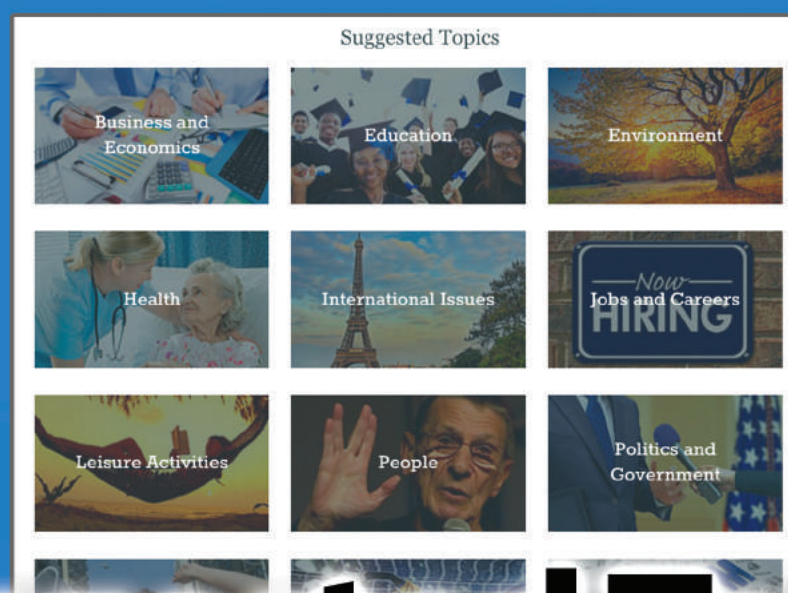 Suggested Topics
Business and
Economics
Education
Environment
Health
International Issues
Now
HIRING
Jobs and Careers
Leisure Activities
People
Politics and
Government